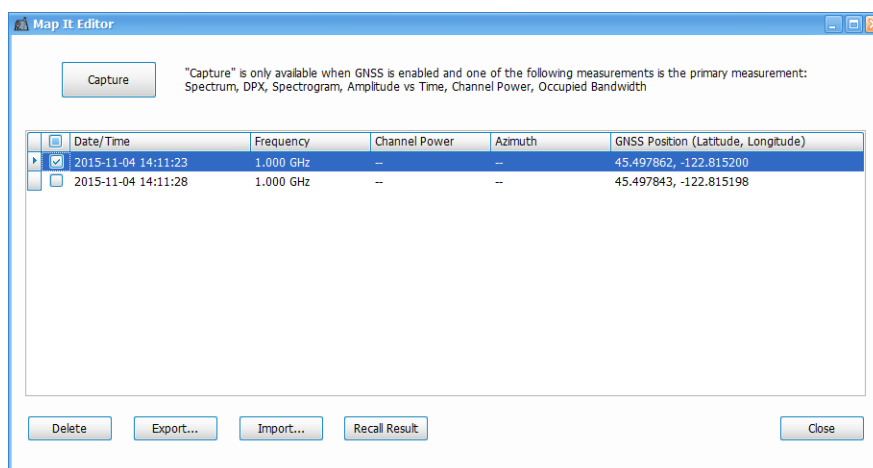 Map It Editor
Capture
"Capture" is only available when GNSS is enabled and one of the following measurements is the primary measurement:
Spectrum, DPX, Spectrogram, Amplitude vs Time, Channel Power, Occupied Bandwidth
Date/Time Frequency Channel Power Azimuth GNSS Position (Latitude, Longitude)
2015-11-04 14:11:23 1.000 GHz -- -- 45.497862, -122.815200
2015-11-04 14:11:28 1.000 GHz -- -- 45.497843, -122.815198
Delete Export... Import... Recall Result Close